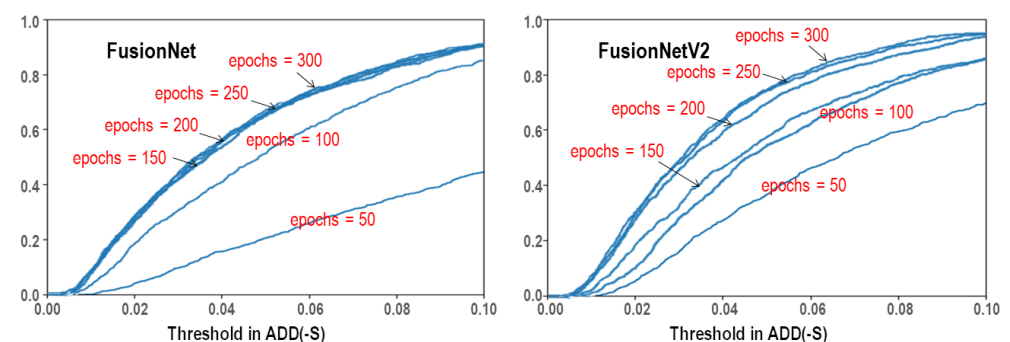 FusionNet
1.0
0.8
0.6
0.4
0.2
0.0
epochs = 300
epochs = 250
epochs = 200
epochs = 150
epochs = 100
epochs = 50
0.00 0.02 0.04 0.06 0.08 0.10
Threshold in ADD(-S)
FusionNetV2
1.0
0.8
0.6
0.4
0.2
0.0
epochs = 300
epochs = 250
epochs = 200
epochs = 100
epochs = 150
epochs = 50
0.00 0.02 0.04 0.06 0.08 0.10
Threshold in ADD(-S)